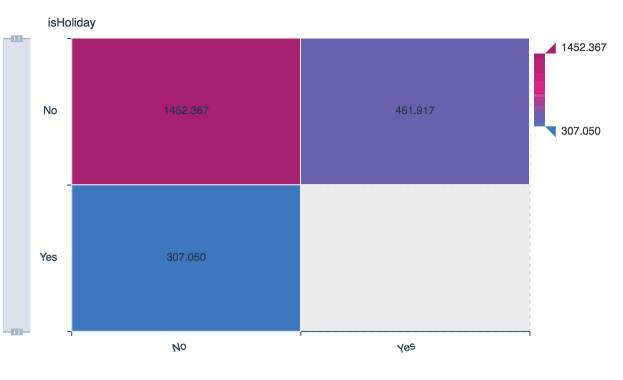 isHoliday
1452.367
No
1452.367
461.917
307.050
Yes
307.050
No
Yes